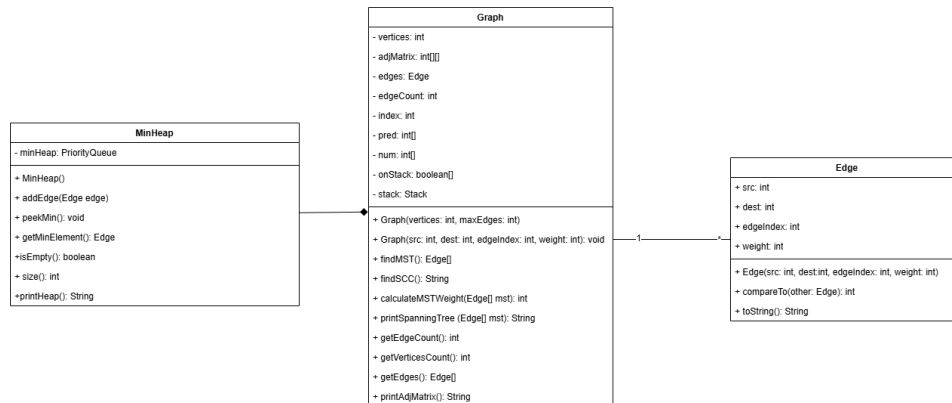 Graph
- vertices: int
- adjMatrix: int[][]
- edges: Edge
- edgeCount: int
- index: int
- pred: int[]
- num: int[]
- onStack: boolean[]
- stack: Stack
+ Graph(vertices: int, maxEdges: int)
+ Graph(src: int, dest: int, edgeIndex: int, weight: int): void
+ findMST(): Edge[]
+ findSCC(): String
+ calculateMSTWeight(Edge[] mst): int
+ printSpanningTree (Edge[] mst): String
+ getEdgeCount(): int
+ getVerticesCount(): int
+ getEdges(): Edge[]
+ printAdjMatrix(): String
MinHeap
- minHeap: PriorityQueue
+ MinHeap()
+ addEdge(Edge edge)
+ peekMin(): void
+ getMinElement(): Edge
+isEmpty(): boolean
+ size(): int
+printHeap(): String
1
*
Edge
+ src: int
+ dest: int
+ edgeIndex: int
+ weight: int
+ Edge(src: int, dest:int, edgeIndex: int, weight: int)
+ compareTo(other: Edge): int
+ toString(): String